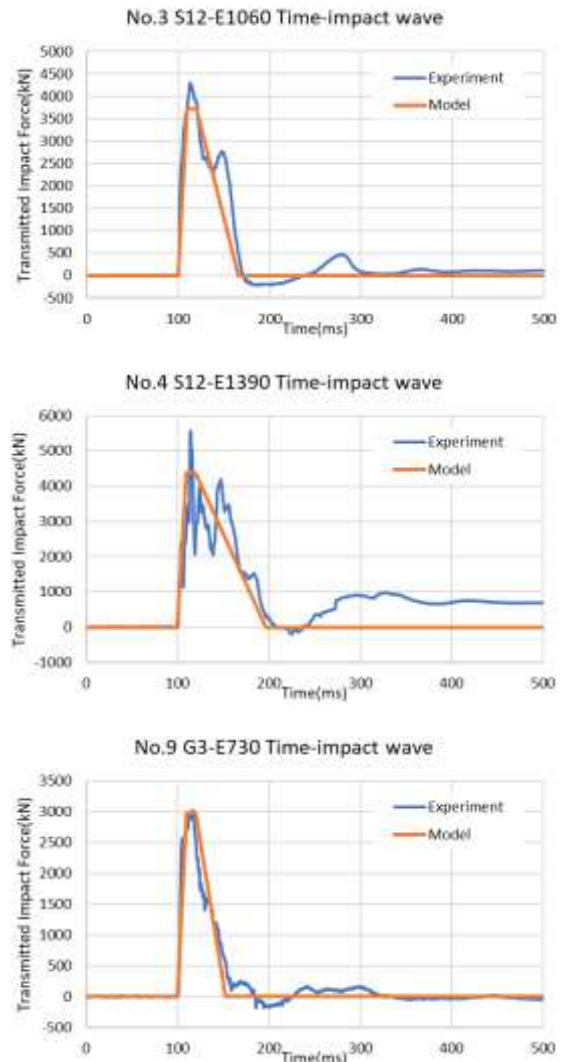 No.3 S12-E1060 Time-impact wave
Transmitted Impact Force(kN)
5000
4500
4000
3500
3000
2500
2000
1500
1000
500
0
-500
Experiment
Model
0 100 200 300 400 500
Time(ms)
No.4 S12-E1390 Time-impact wave
Transmitted Impact Force(kN)
6000
5000
4000
3000
2000
1000
0
-1000
Experiment
Model
0 100 200 300 400 500
Time(ms)
No.9 G3-E730 Time-impact wave
Transmitted Impact Force(kN)
3500
3000
2500
2000
1500
1000
500
0
-500
Experiment
Model
0 100 200 300 400 500
Time(ms)